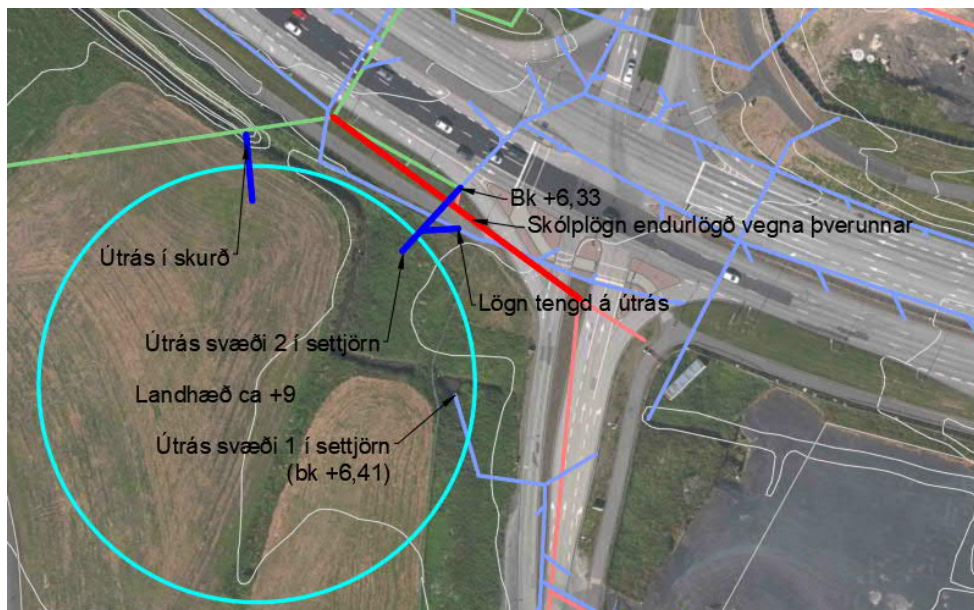 Bk +6,33
Skólplögn endurlögð vegna þverunnar
Útrás í skurð
Lögn tengd á útrás
Útrás svæði 2 í settjörn
Landhæð ca +9
Útrás svæði 1 í settjörn
(bk +6,41)